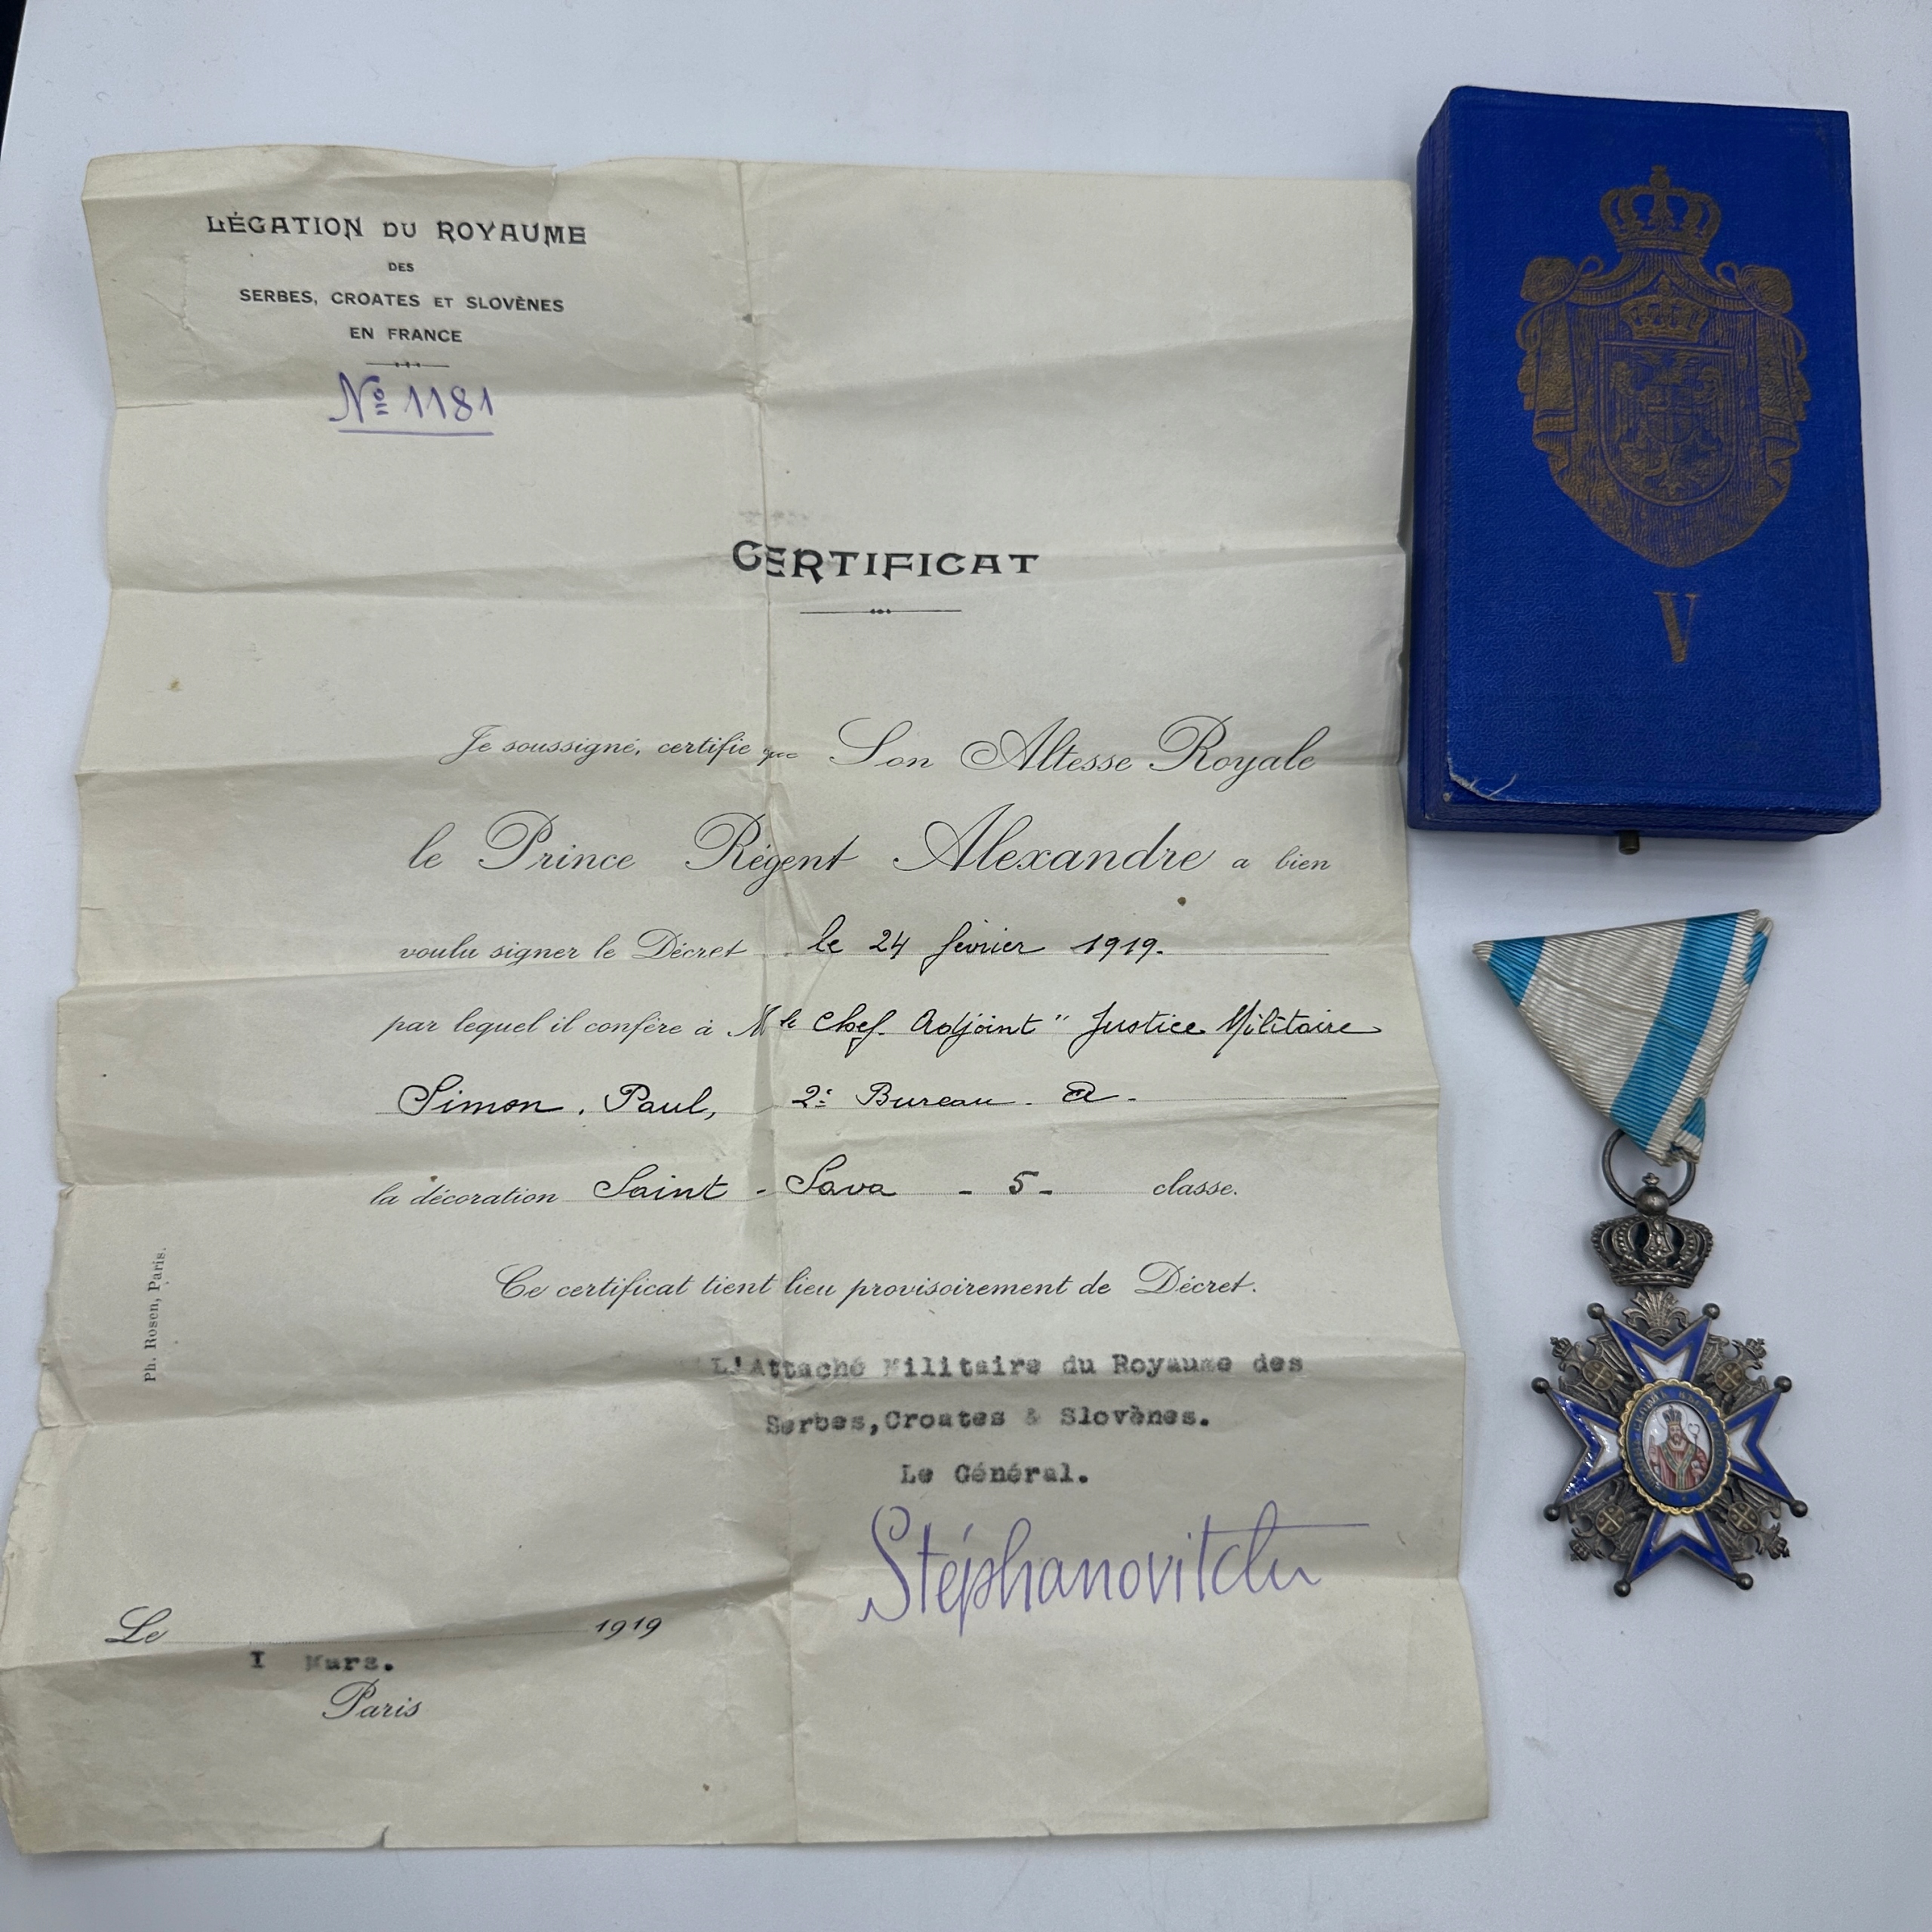 LÉGATION DU ROYAUME
DES
SERBES, CROATES ET SLOVÈNES
EN FRANCE
Nº 1181
CERTIFICAT
Je soussigné, certifie que Son Altesse Royale
le Prince Régent Alexandre a bien
voulu signer le Décret le 24 février 1919.
par lequel il confère à Mr le Chef Adjoint "Justice Militaire
Simon, Paul, 2e Bureau.
la décoration Saint-Sava - 5 - classe.
Ce certificat tient lieu provisoirement de Décret.
L'Attaché Militaire du Royaume des
Serbes,Croates & Slovènes.
Le Général.
Stéphanovitch
Le 1919
I Mars.
Paris
Ph. Rosen, Paris.
V